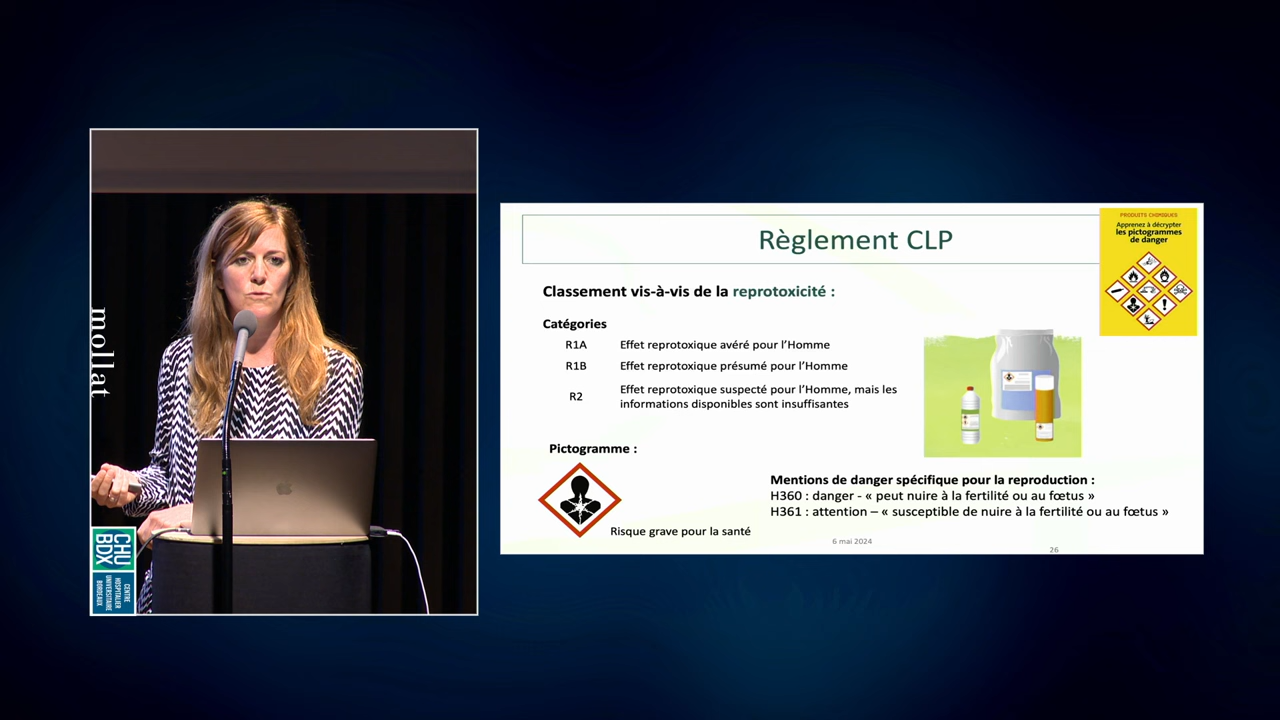 mollat
CHU
BDX
CENTRE
HOSPITALIER
UNIVERSITAIRE
BORDEAUX
Règlement CLP
PRODUITS CHIMIQUES
Apprenez à décrypter
les pictogrammes
de danger
Classement vis-à-vis de la reprotoxicité :
Catégories
R1A Effet reprotoxique avéré pour l’Homme
R1B Effet reprotoxique présumé pour l’Homme
R2 Effet reprotoxique suspecté pour l’Homme, mais les
informations disponibles sont insuffisantes
Pictogramme :
Risque grave pour la santé
Mentions de danger spécifique pour la reproduction :
H360 : danger - « peut nuire à la fertilité ou au fœtus »
H361 : attention – « susceptible de nuire à la fertilité ou au fœtus »
6 mai 2024
26